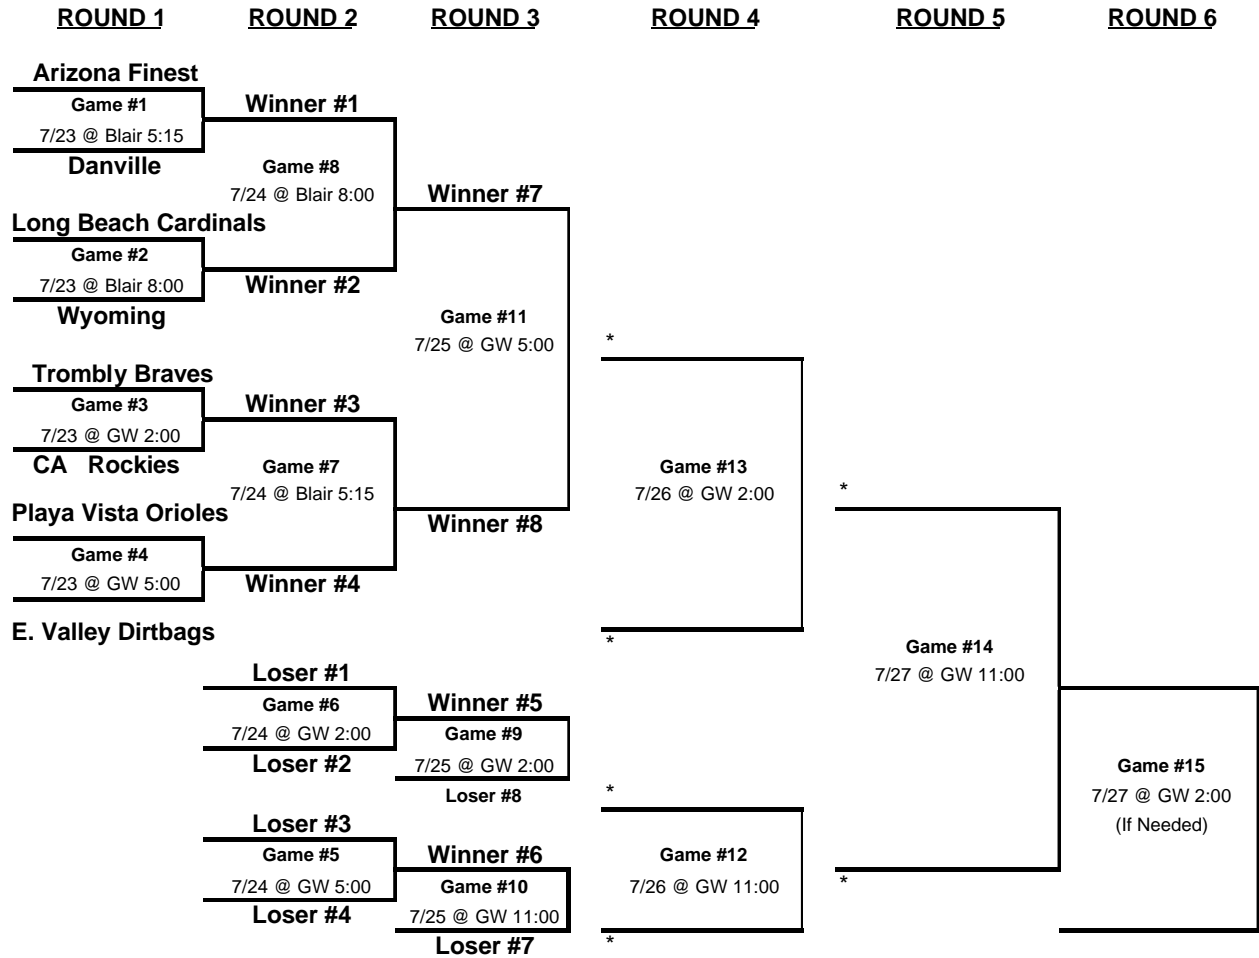 ROUND 1 ROUND 2 ROUND 3 ROUND 4 ROUND 5 ROUND 6
Arizona Finest
Game #1
7/23 @ Blair 5:15
Danville
Long Beach Cardinals
Game #2
7/23 @ Blair 8:00
Wyoming
Trombly Braves
Game #3
7/23 @ GW 2:00
CA Rockies
Playa Vista Orioles
Game #4
7/23 @ GW 5:00
E. Valley Dirtbags
Winner #1
Game #8
7/24 @ Blair 8:00
Winner #2
Winner #3
Game #7
7/24 @ Blair 5:15
Winner #4
Loser #1
Game #6
7/24 @ GW 2:00
Loser #2
Loser #3
Game #5
7/24 @ GW 5:00
Loser #4
Winner #7
Game #11
7/25 @ GW 5:00
Winner #8
Winner #5
Game #9
7/25 @ GW 2:00
Loser #8
Winner #6
Game #10
7/25 @ GW 11:00
Loser #7
*
Game #13
7/26 @ GW 2:00
*
*
Game #12
7/26 @ GW 11:00
*
*
Game #14
7/27 @ GW 11:00
*
Game #15
7/27 @ GW 2:00
(If Needed)